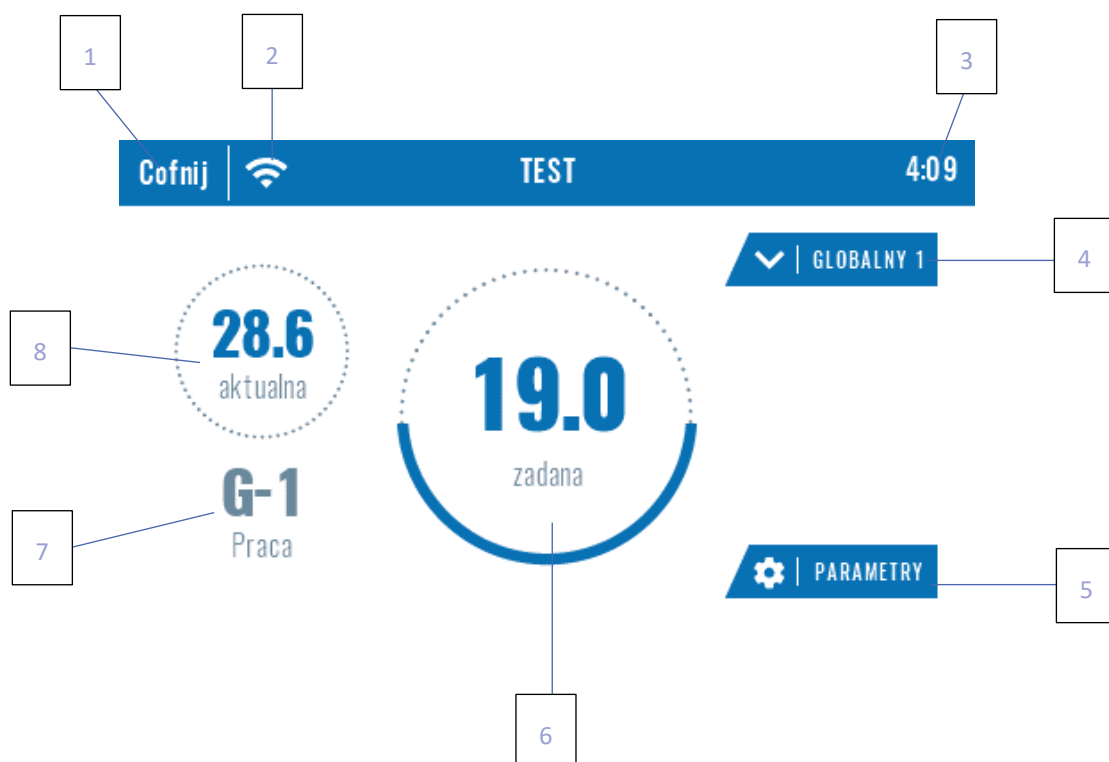 1
2
3
Cofnij
TEST
4:09
GLOBALNY 1
4
28.6
aktualna
8
19.0
zadana
G-1
Praca
7
PARAMETRY
5
6